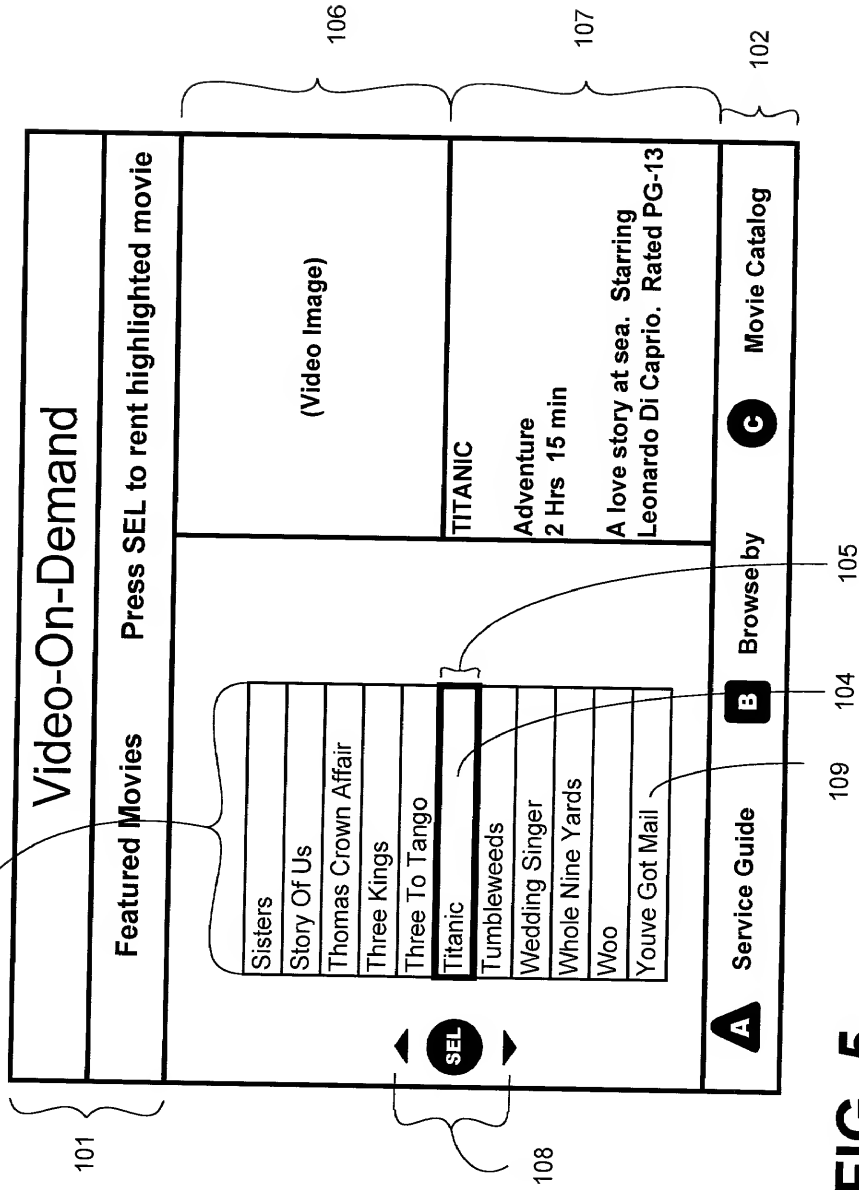 Video-On-Demand
Featured Movies Press SEL to rent highlighted movie
101
Sisters
Story Of Us
Thomas Crown Affair
Three Kings
Three To Tango
Titanic
Tumbleweeds
Wedding Singer
Whole Nine Yards
Woo
Youve Got Mail
SEL
108
(Video Image)
106
TITANIC
Adventure
2 Hrs 15 min
A love story at sea. Starring
Leonardo Di Caprio. Rated PG-13
107
A Service Guide B Browse by C Movie Catalog
102
109
104
105
FIG. 5